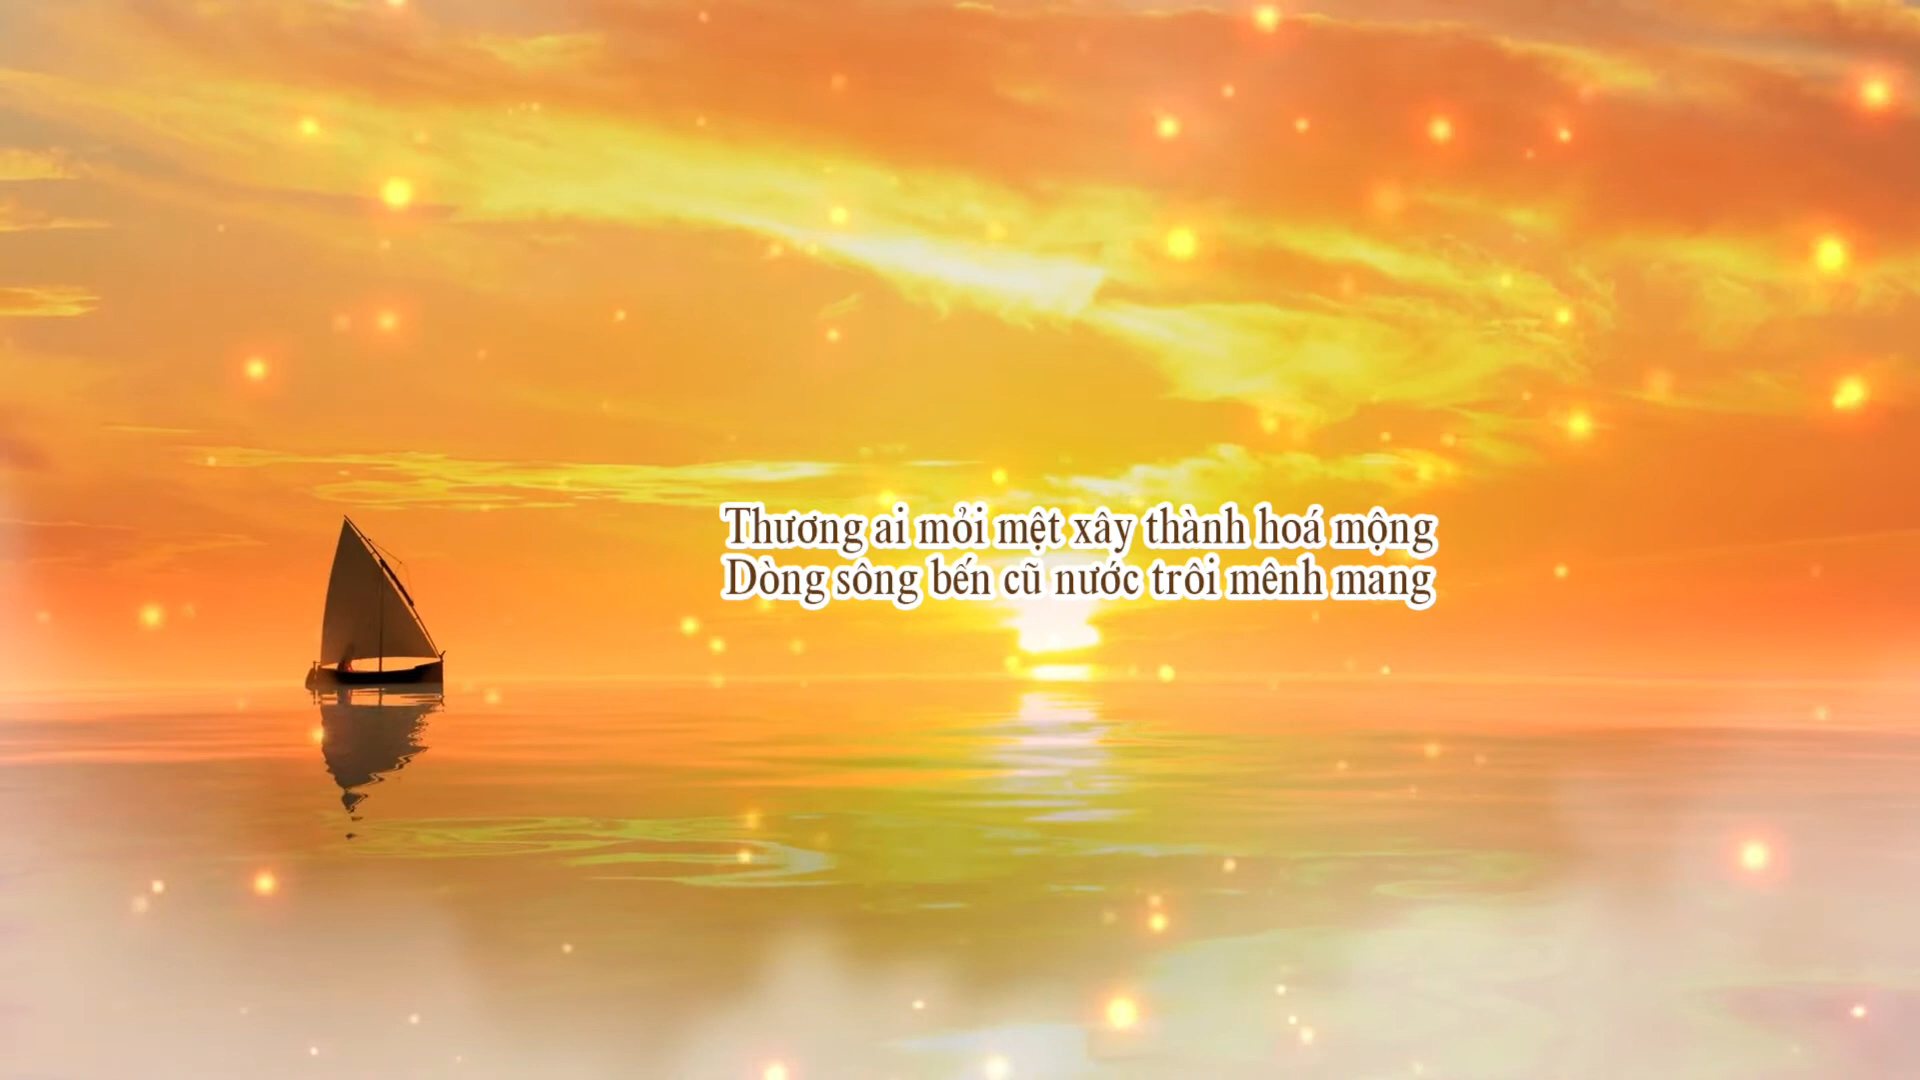 Thương ai mỏi mệt xây thành hoá mộng
Dòng sông bến cũ nước trôi mênh mang